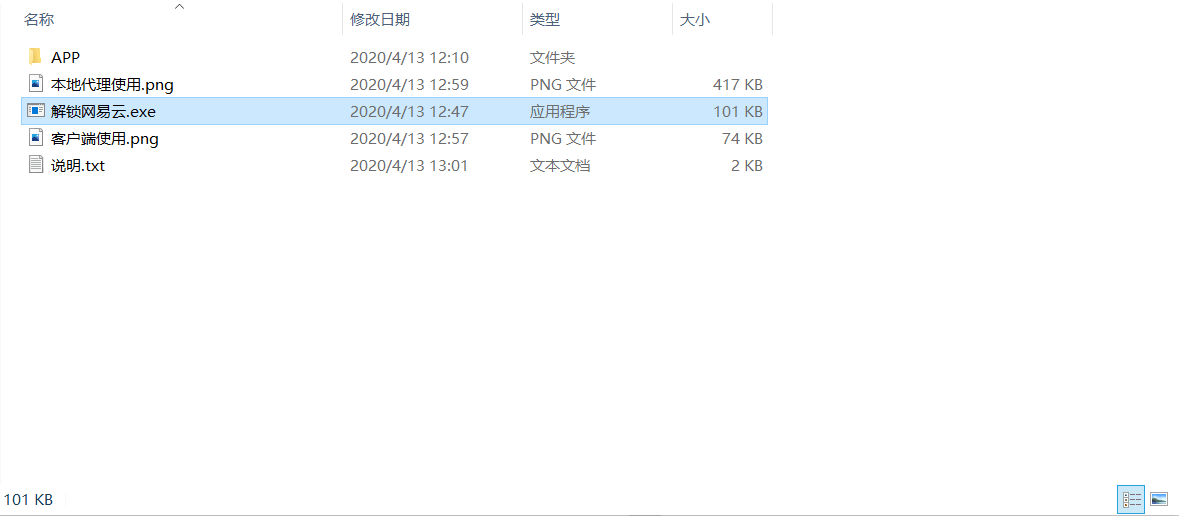 名称 修改日期 类型 大小
APP 2020/4/13 12:10 文件夹
本地代理使用.png 2020/4/13 12:59 PNG 文件 417 KB
解锁网易云.exe 2020/4/13 12:47 应用程序 101 KB
客户端使用.png 2020/4/13 12:57 PNG 文件 74 KB
说明.txt 2020/4/13 13:01 文本文档 2 KB
101 KB